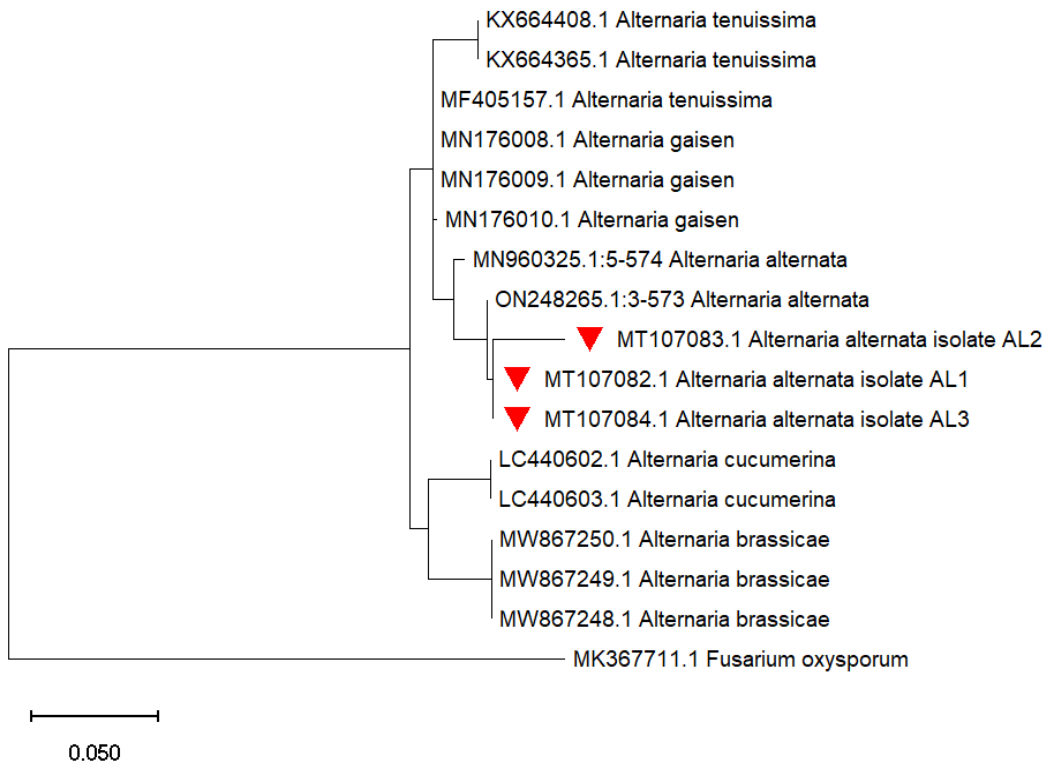 KX664408.1 Alternaria tenuissima
KX664365.1 Alternaria tenuissima
MF405157.1 Alternaria tenuissima
MN176008.1 Alternaria gaisen
MN176009.1 Alternaria gaisen
MN176010.1 Alternaria gaisen
MN960325.1:5-574 Alternaria alternata
ON248265.1:3-573 Alternaria alternata
MT107083.1 Alternaria alternata isolate AL2
MT107082.1 Alternaria alternata isolate AL1
MT107084.1 Alternaria alternata isolate AL3
LC440602.1 Alternaria cucumerina
LC440603.1 Alternaria cucumerina
MW867250.1 Alternaria brassicae
MW867249.1 Alternaria brassicae
MW867248.1 Alternaria brassicae
MK367711.1 Fusarium oxysporum
0.050